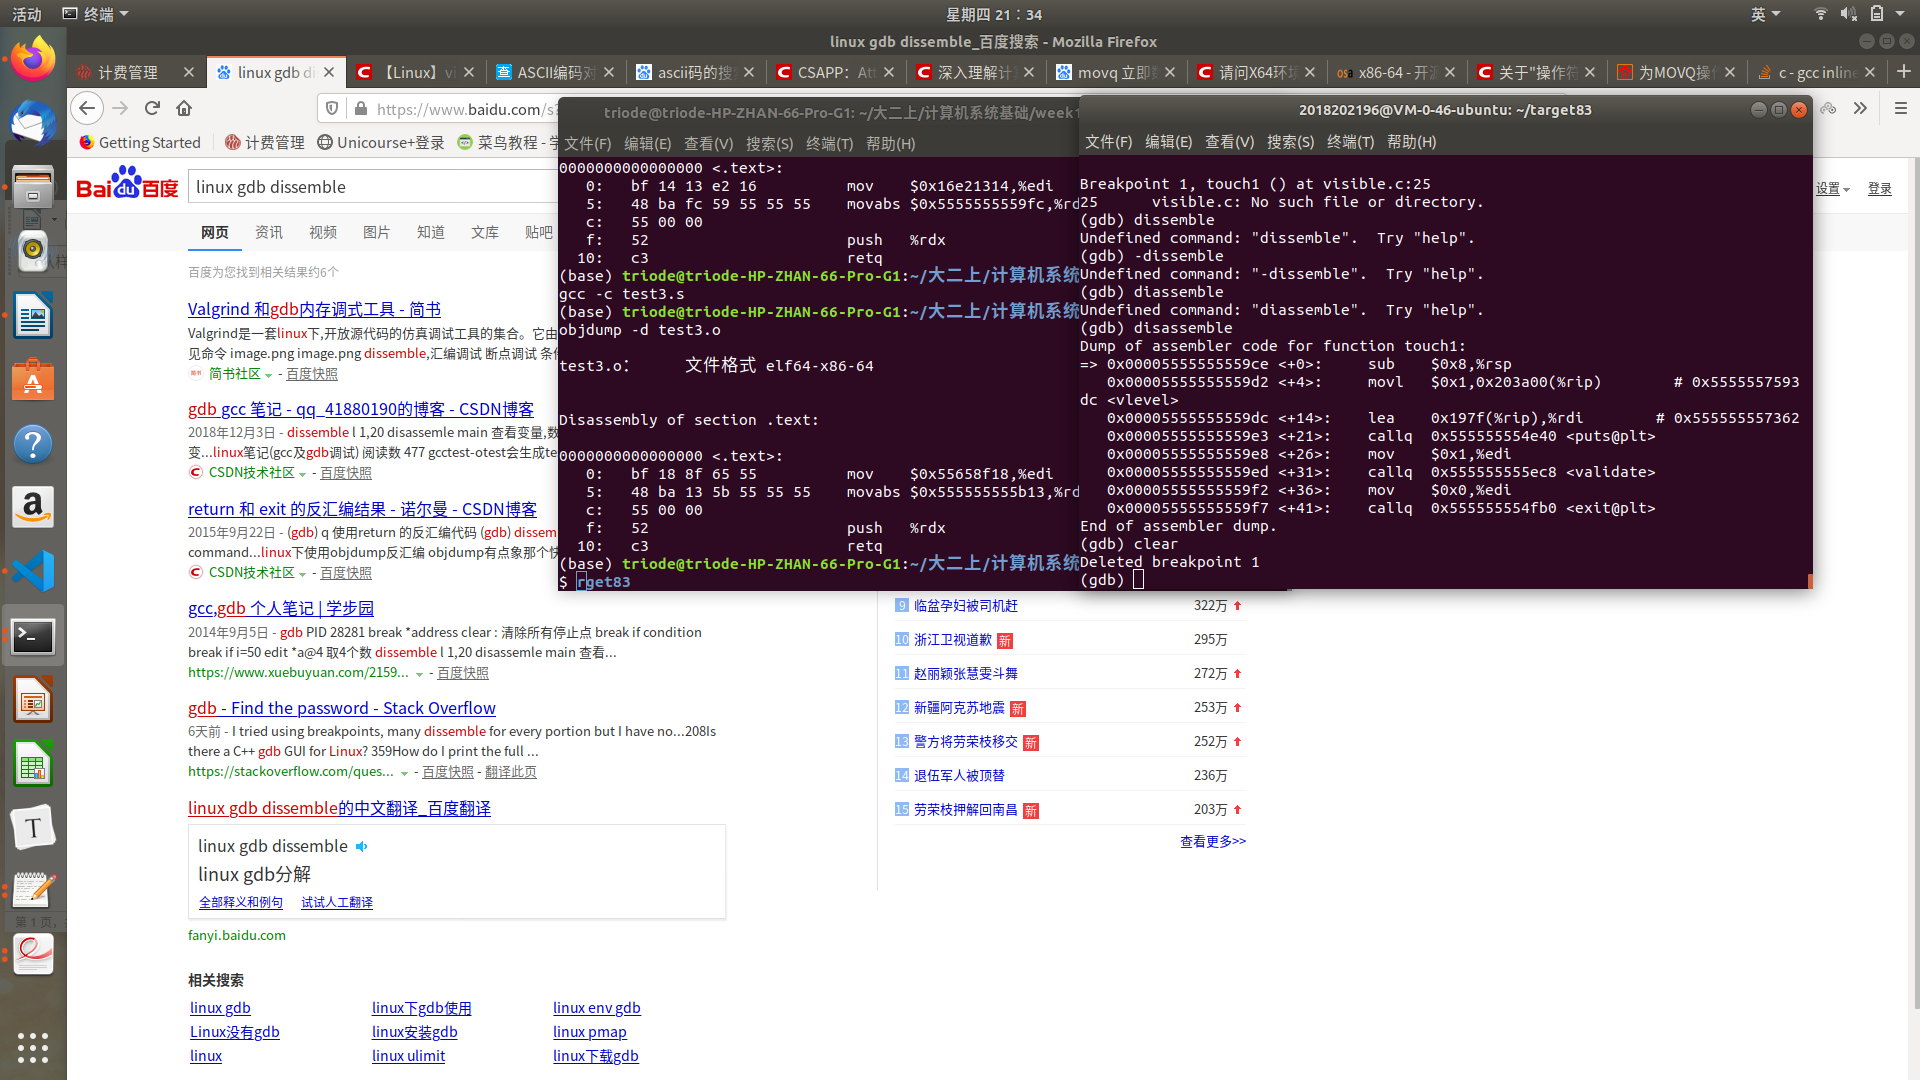 活动
终端
星期四 21：34
英
linux gdb dissemble_百度搜索 - Mozilla Firefox
计费管理
linux gdb di
【Linux】vi
ASCII编码对
ascii码的搜
CSAPP：Att
深入理解计
movq 立即
请问X64环
x86-64 - 开
关于"操作符
为MOVQ操
c - gcc inline
https://www.baidu.com/s?
Getting Started
计费管理
Unicourse+登录
菜鸟教程 - 学
Bai du 百度
linux gdb dissemble
设置
登录
网页 资讯 视频 图片 知道 文库 贴吧
百度为您找到相关结果约6个
Valgrind 和gdb内存调式工具 - 简书
Valgrind是一套linux下,开放源代码的仿真调试工具的集合。它由
见命令 image.png image.png dissemble,汇编调试 断点调试 条
简书社区 - 百度快照
gdb gcc 笔记 - qq_41880190的博客 - CSDN博客
2018年12月3日 - dissemble l 1,20 disassemle main 查看变量,数
变...linux笔记(gcc及gdb调试) 阅读数 477 gcctest-otest会生成te
CSDN技术社区 - 百度快照
return 和 exit 的反汇编结果 - 诺尔曼 - CSDN博客
2015年9月22日 - (gdb) q 使用return 的反汇编代码 (gdb) dissem
command...linux下使用objdump反汇编 objdump有点象那个快
CSDN技术社区 - 百度快照
gcc,gdb 个人笔记 | 学步园
2014年9月5日 - gdb PID 28281 break *address clear : 清除所有停止点 break if condition
break if i=50 edit *a@4 取4个数 dissemble l 1,20 disassemle main 查看...
https://www.xuebuyuan.com/2159... - 百度快照
gdb - Find the password - Stack Overflow
6天前 - I tried using breakpoints, many dissemble for every portion but I have no...208Is
there a C++ gdb GUI for Linux? 359How do I print the full ...
https://stackoverflow.com/ques... - 百度快照 - 翻译此页
linux gdb dissemble的中文翻译_百度翻译
linux gdb dissemble
linux gdb分解
全部释义和例句 试试人工翻译
fanyi.baidu.com
相关搜索
linux gdb linux下gdb使用 linux env gdb
Linux没有gdb linux安装gdb linux pmap
linux linux ulimit linux下载gdb
9 临盆孕妇被司机赶 322万
10 浙江卫视道歉 新 295万
11 赵丽颖张慧雯斗舞 272万
12 新疆阿克苏地震 新 253万
13 警方将劳荣枝移交 新 252万
14 退伍军人被顶替 236万
15 劳荣枝押解回南昌 新 203万
查看更多>>
triode@triode-HP-ZHAN-66-Pro-G1: ~/大二上/计算机系统基础/week1
文件(F) 编辑(E) 查看(V) 搜索(S) 终端(T) 帮助(H)
0000000000000000 <.text>:
0: bf 14 13 e2 16 mov $0x16e21314,%edi
5: 48 ba fc 59 55 55 55 movabs $0x5555555559fc,%rd
c: 55 00 00
f: 52 push %rdx
10: c3 retq
(base) triode@triode-HP-ZHAN-66-Pro-G1:~/大二上/计算机系统
gcc -c test3.s
(base) triode@triode-HP-ZHAN-66-Pro-G1:~/大二上/计算机系统
objdump -d test3.o
test3.o： 文件格式 elf64-x86-64
Disassembly of section .text:
0000000000000000 <.text>:
0: bf 18 8f 65 55 mov $0x55658f18,%edi
5: 48 ba 13 5b 55 55 55 movabs $0x555555555b13,%rd
c: 55 00 00
f: 52 push %rdx
10: c3 retq
(base) triode@triode-HP-ZHAN-66-Pro-G1:~/大二上/计算机系统
$ rget83
2018202196@VM-0-46-ubuntu: ~/target83
文件(F) 编辑(E) 查看(V) 搜索(S) 终端(T) 帮助(H)
Breakpoint 1, touch1 () at visible.c:25
25 visible.c: No such file or directory.
(gdb) dissemble
Undefined command: "dissemble". Try "help".
(gdb) -dissemble
Undefined command: "-dissemble". Try "help".
(gdb) diassemble
Undefined command: "diassemble". Try "help".
(gdb) disassemble
Dump of assembler code for function touch1:
=> 0x00005555555559ce <+0>: sub $0x8,%rsp
0x00005555555559d2 <+4>: movl $0x1,0x203a00(%rip) # 0x5555557593
dc <vlevel>
0x00005555555559dc <+14>: lea 0x197f(%rip),%rdi # 0x555555557362
0x00005555555559e3 <+21>: callq 0x555555554e40 <puts@plt>
0x00005555555559e8 <+26>: mov $0x1,%edi
0x00005555555559ed <+31>: callq 0x555555555ec8 <validate>
0x00005555555559f2 <+36>: mov $0x0,%edi
0x00005555555559f7 <+41>: callq 0x555555554fb0 <exit@plt>
End of assembler dump.
(gdb) clear
Deleted breakpoint 1
(gdb)